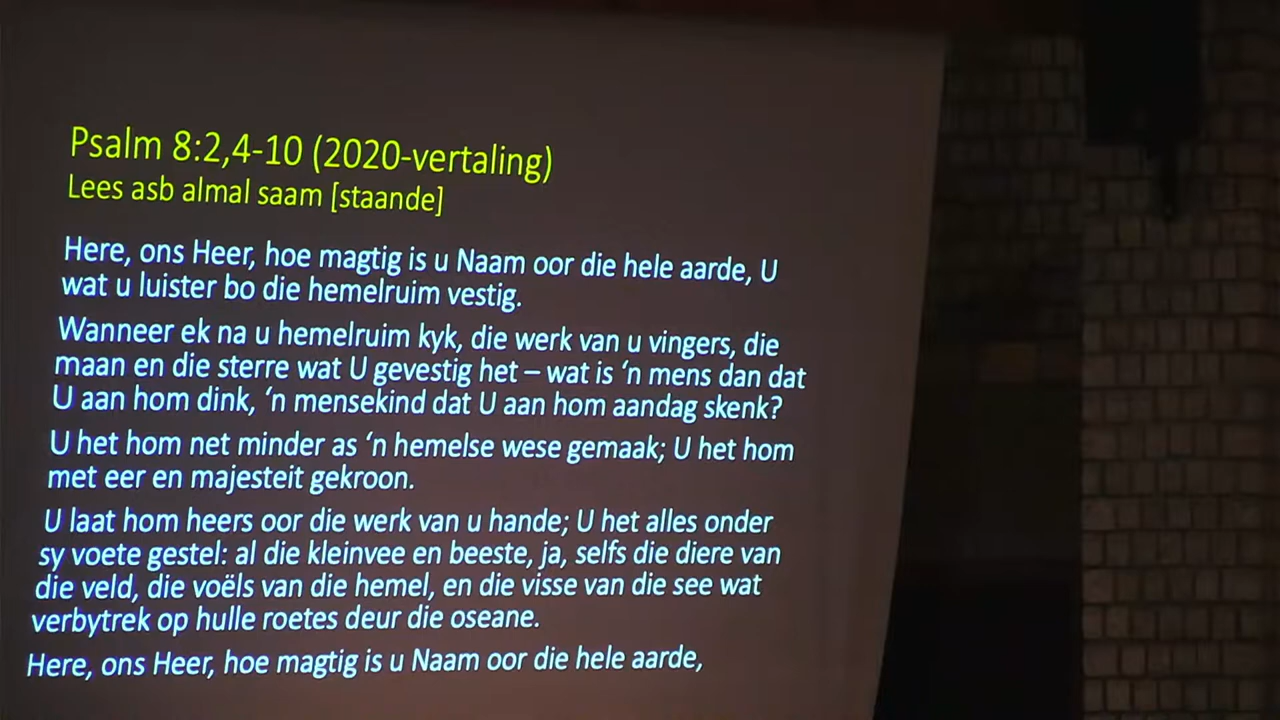 Psalm 8:2,4-10 (2020-vertaling)
Lees asb almal saam [staande]
Here, ons Heer, hoe magtig is u Naam oor die hele aarde, U
wat u luister bo die hemelruim vestig.
Wanneer ek na u hemelruim kyk, die werk van u vingers, die
maan en die sterre wat U gevestig het – wat is ‘n mens dan dat
U aan hom dink, ‘n mensekind dat U aan hom aandag skenk?
U het hom net minder as ‘n hemelse wese gemaak; U het hom
met eer en majesteit gekroon.
U laat hom heers oor die werk van u hande; U het alles onder
sy voete gestel: al die kleinvee en beeste, ja, selfs die diere van
die veld, die voëls van die hemel, en die visse van die see wat
verbytrek op hulle roetes deur die oseane.
Here, ons Heer, hoe magtig is u Naam oor die hele aarde,